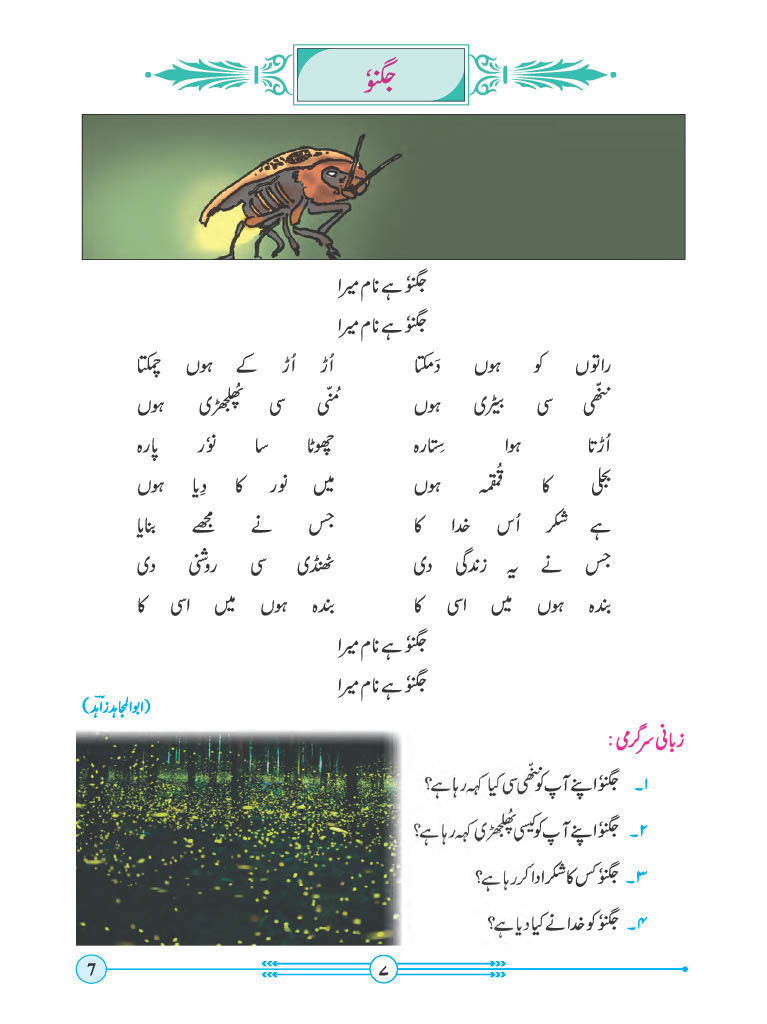 جگنوٗ
جگنوٗ ہے نام میرا
جگنوٗ ہے نام میرا
راتوں کو ہوں دَمکتا اُڑ اُڑ کے ہوں چمکتا
ننھّی سی بیٹری ہوں مُنّی سی پُھلجھڑی ہوں
اُڑتا ہوا سِتارہ چھوٹا سا نوٗر پارہ
بجلی کا قُمقمہ ہوں میں نور کا دِیا ہوں
ہے شکر اُس خدا کا جس نے مجھے بنایا
جس نے یہ زندگی دی ٹھنڈی سی روشنی دی
بندہ ہوں میں اسی کا بندہ ہوں میں اسی کا
جگنوٗ ہے نام میرا
جگنوٗ ہے نام میرا
(ابوالمجاہد زاہدؔ)
زبانی سرگرمی :
۱۔ جگنوٗ اپنے آپ کو ننھّی سی کیا کہہ رہا ہے؟
۲۔ جگنوٗ اپنے آپ کو کیسی پُھلجھڑی کہہ رہا ہے؟
۳۔ جگنوٗ کس کا شکر ادا کر رہا ہے؟
۴۔ جگنوٗ کو خدا نے کیا دیا ہے؟
7 ۷